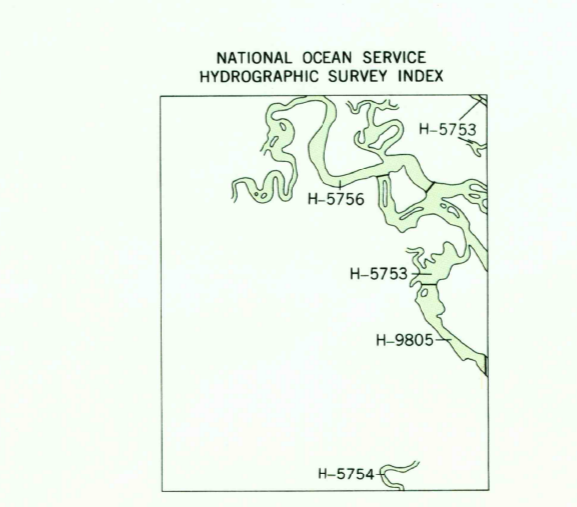 NATIONAL OCEAN SERVICE
HYDROGRAPHIC SURVEY INDEX
H-5753
H-5756
H-5753
H-9805
H-5754